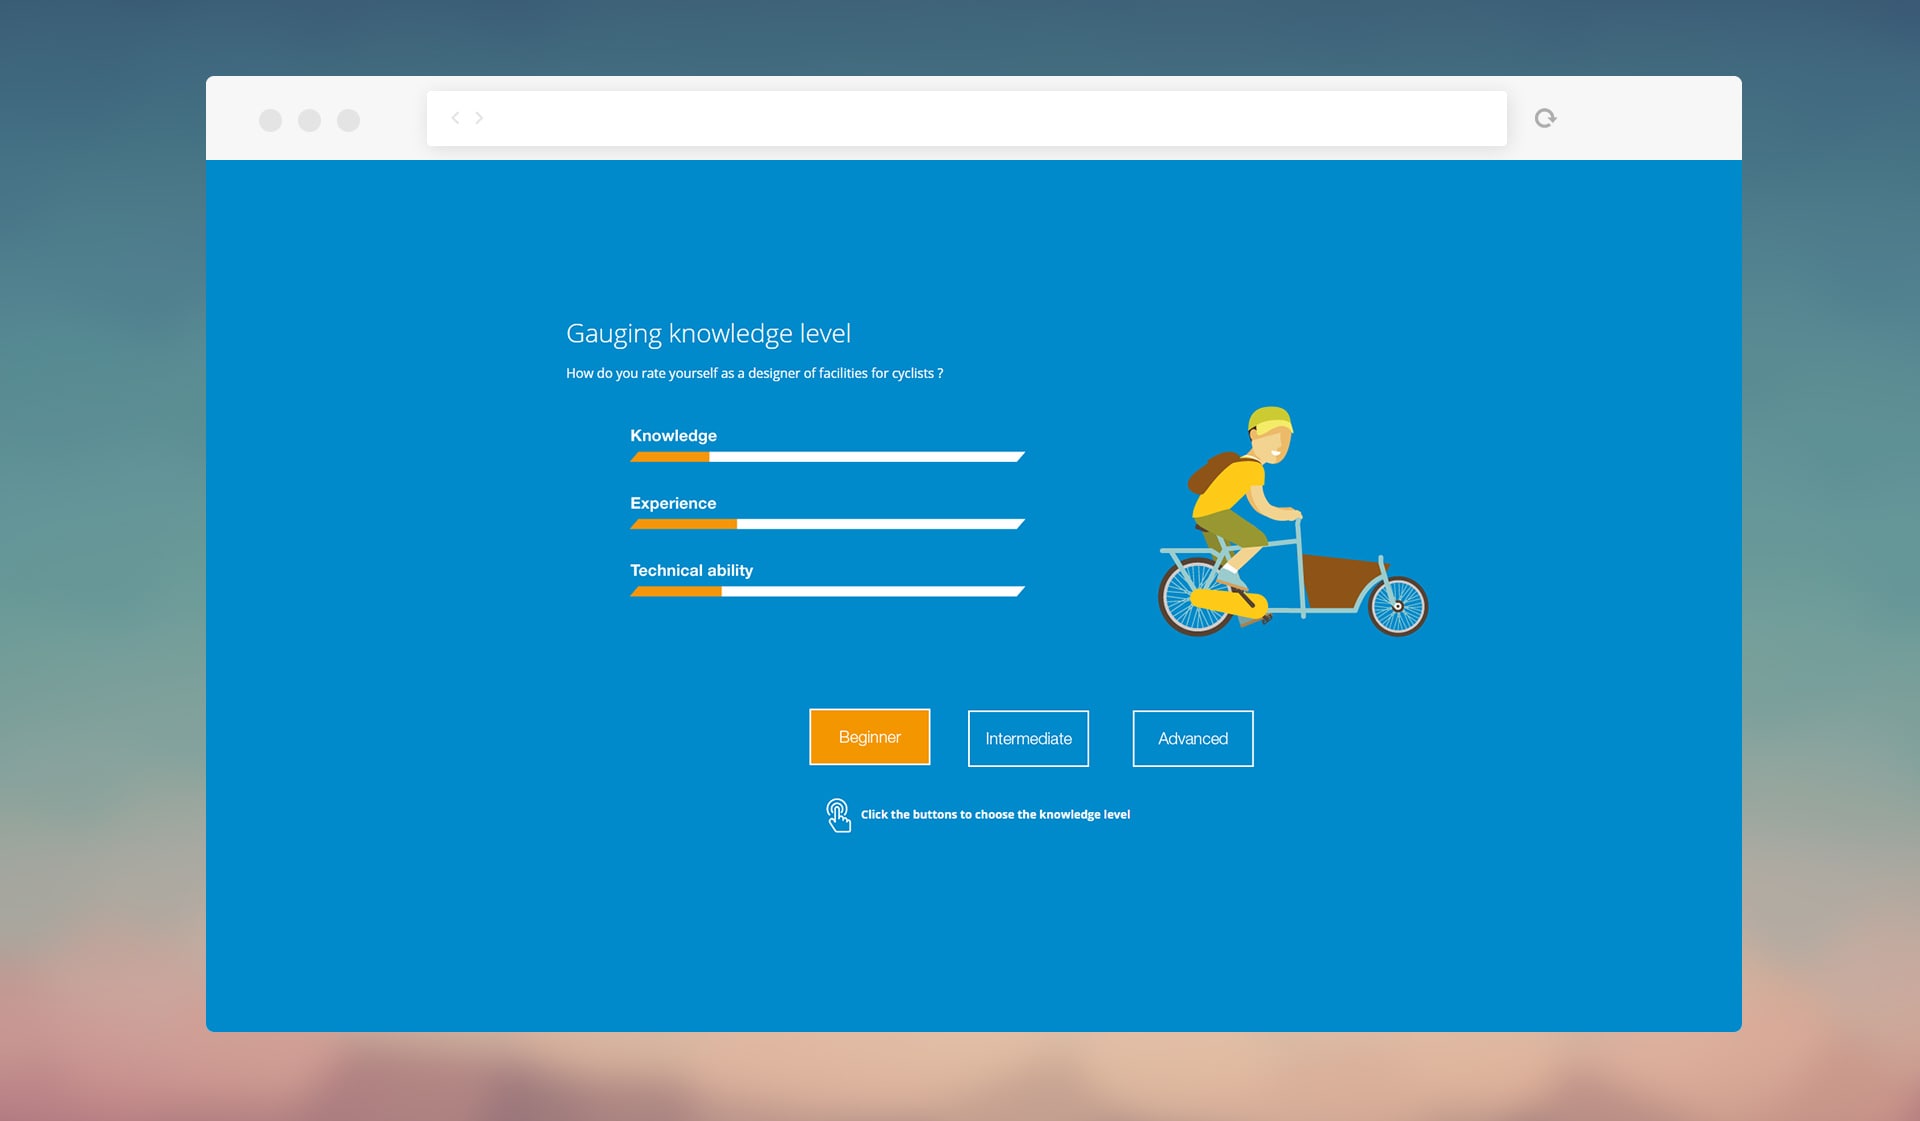 Gauging knowledge level
How do you rate yourself as a designer of facilities for cyclists ?
Knowledge
Experience
Technical ability
Beginner
Intermediate
Advanced
Click the buttons to choose the knowledge level